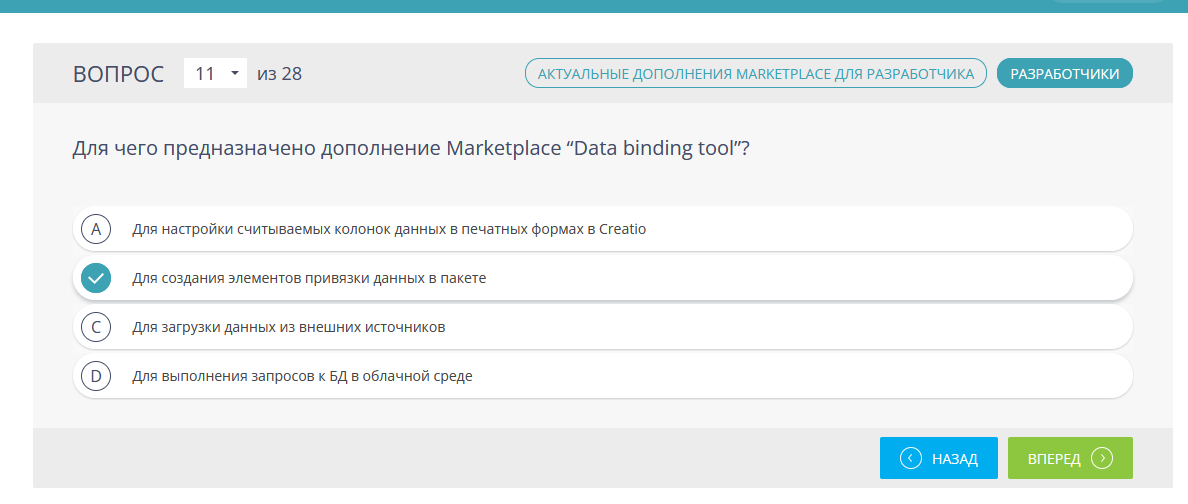 ВОПРОС 11 из 28 АКТУАЛЬНЫЕ ДОПОЛНЕНИЯ MARKETPLACE ДЛЯ РАЗРАБОТЧИКА РАЗРАБОТЧИКИ
Для чего предназначено дополнение Marketplace “Data binding tool”?
A Для настройки считываемых колонок данных в печатных формах в Creatio
Для создания элементов привязки данных в пакете
C Для загрузки данных из внешних источников
D Для выполнения запросов к БД в облачной среде
НАЗАД ВПЕРЕД